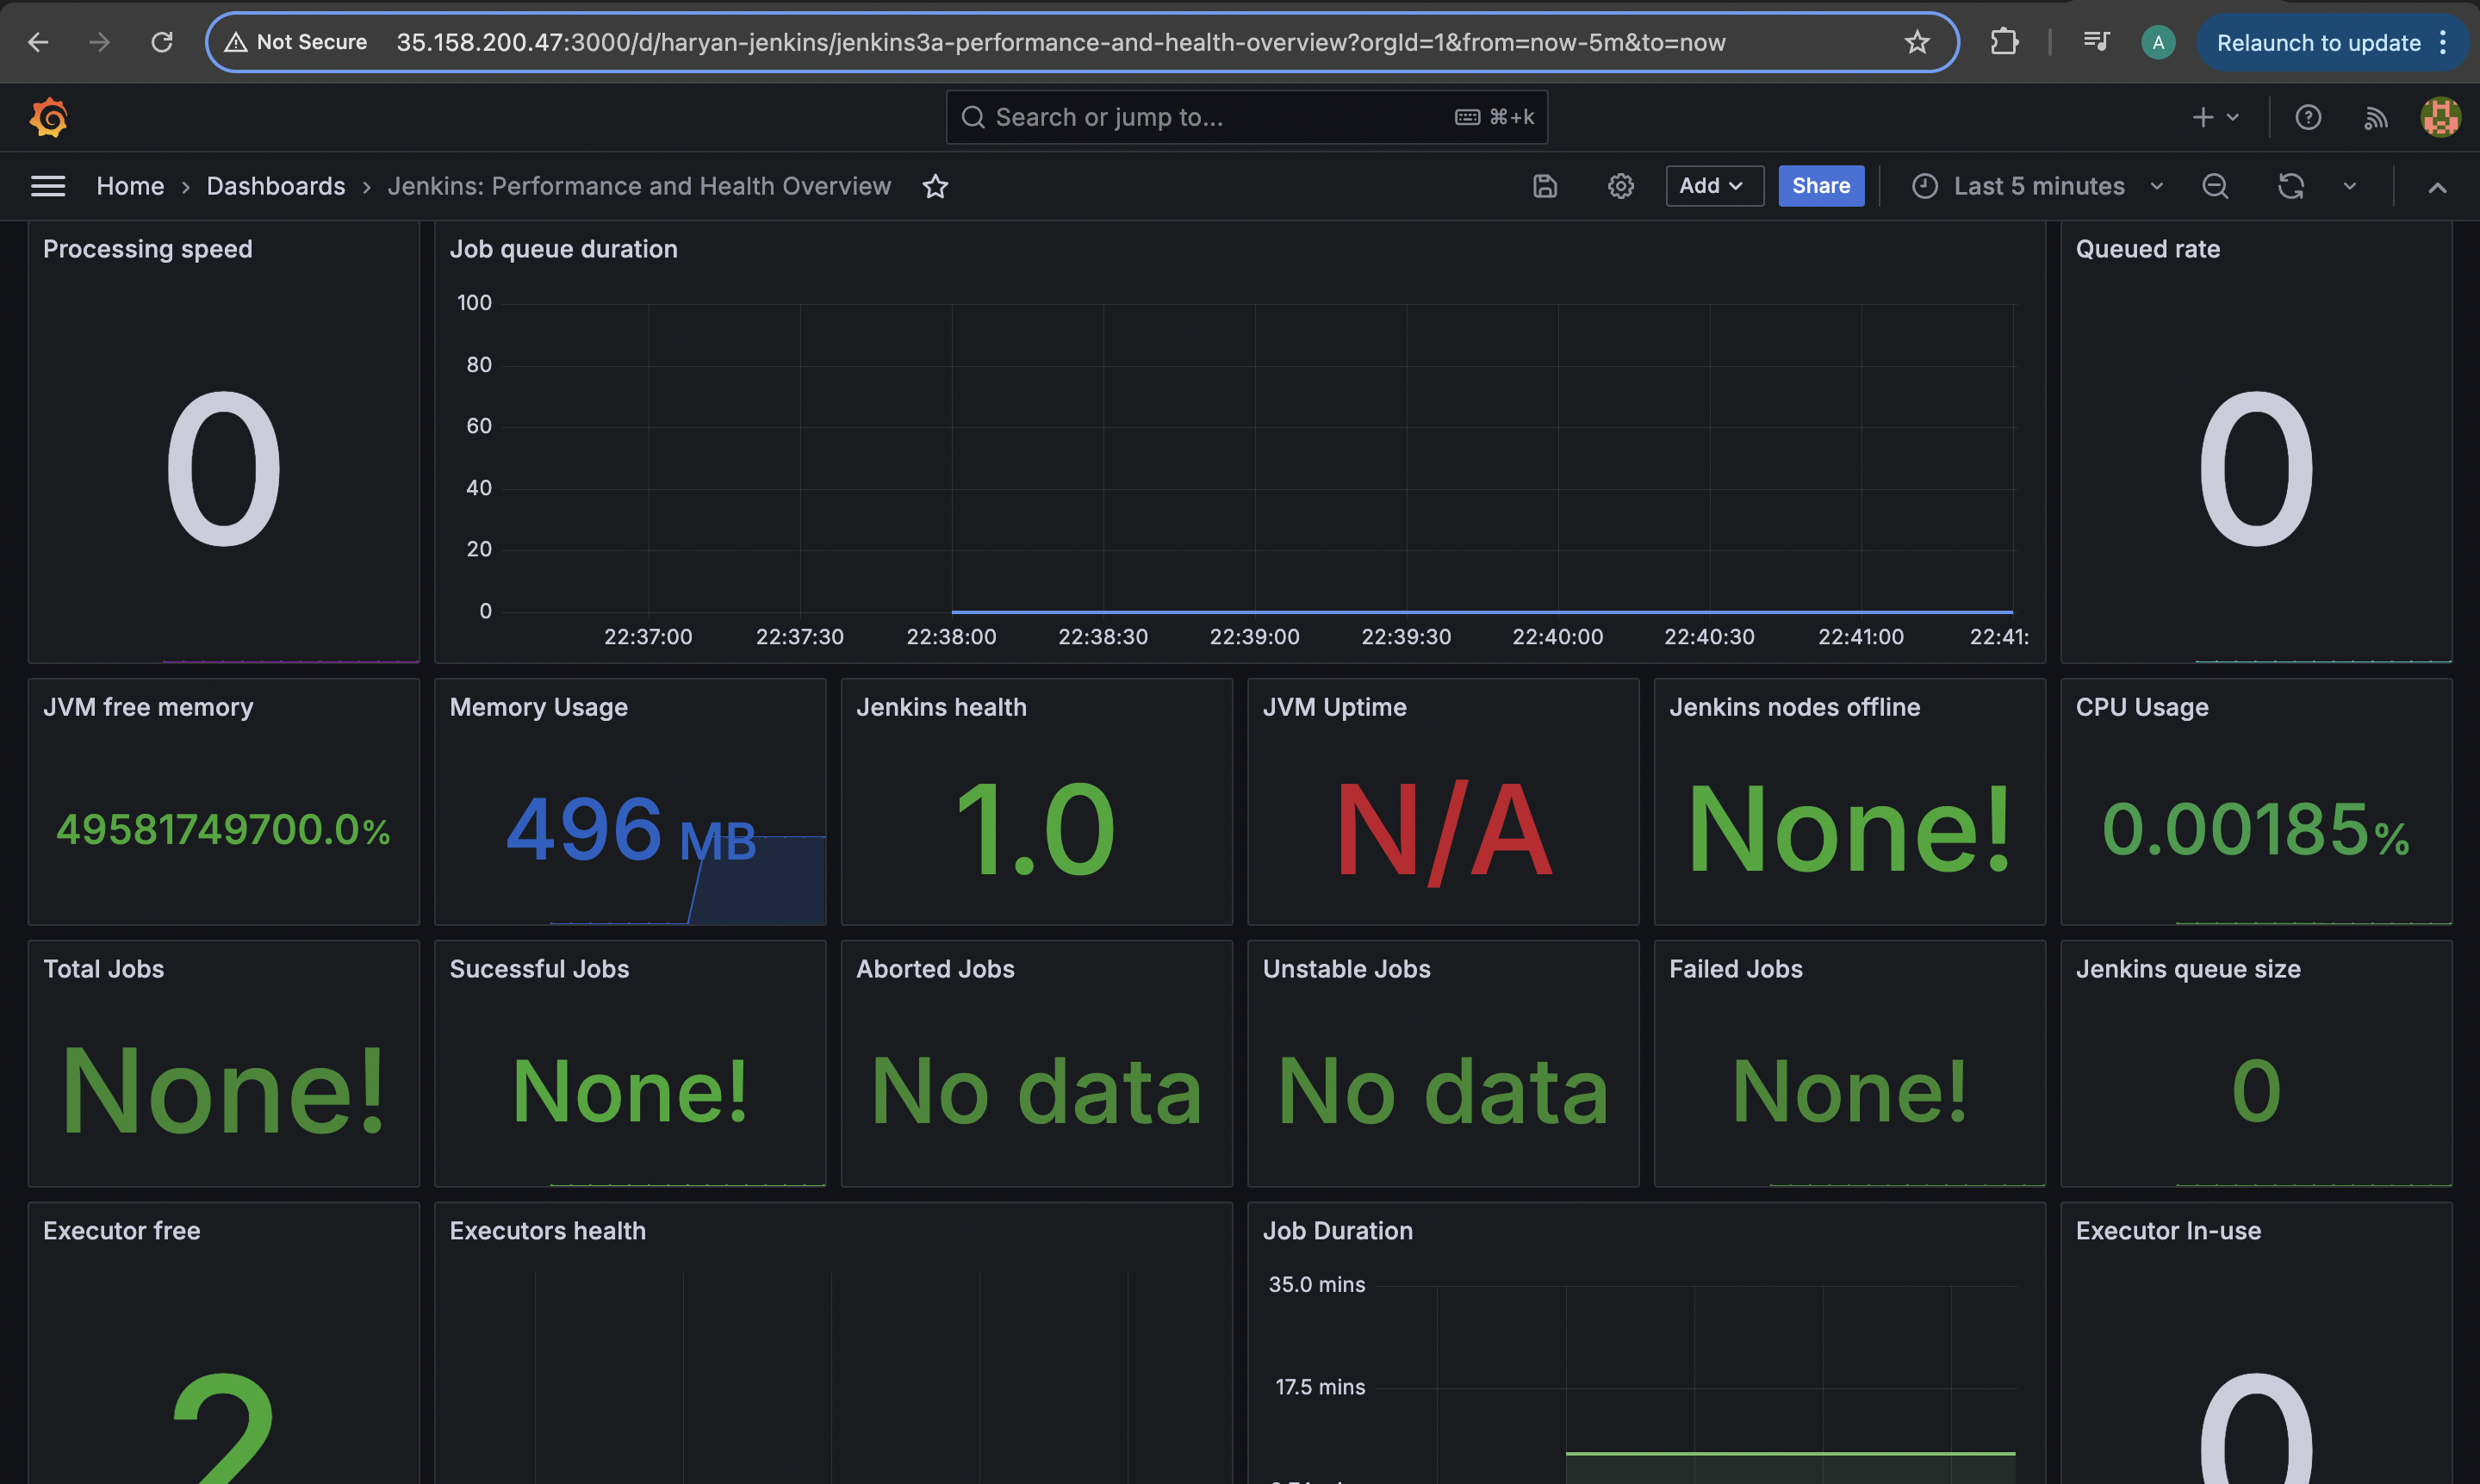 Not Secure 35.158.200.47:3000/d/haryan-jenkins/jenkins3a-performance-and-health-overview?orgId=1&from=now-5m&to=now
A
Relaunch to update
Search or jump to...
⌘+k
Home › Dashboards › Jenkins: Performance and Health Overview
Add
Share
Last 5 minutes
Processing speed
0
Job queue duration
100
80
60
40
20
0
22:37:00 22:37:30 22:38:00 22:38:30 22:39:00 22:39:30 22:40:00 22:40:30 22:41:00 22:41:
Queued rate
0
JVM free memory
49581749700.0%
Memory Usage
496 MB
Jenkins health
1.0
JVM Uptime
N/A
Jenkins nodes offline
None!
CPU Usage
0.00185%
Total Jobs
None!
Sucessful Jobs
None!
Aborted Jobs
No data
Unstable Jobs
No data
Failed Jobs
None!
Jenkins queue size
0
Executor free
2
Executors health
Job Duration
35.0 mins
17.5 mins
Executor In-use
0